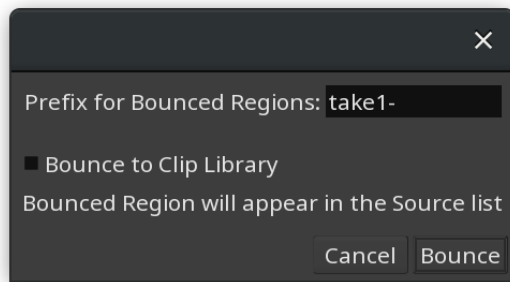 Prefix for Bounced Regions: take1-
Bounce to Clip Library
Bounced Region will appear in the Source list
Cancel Bounce